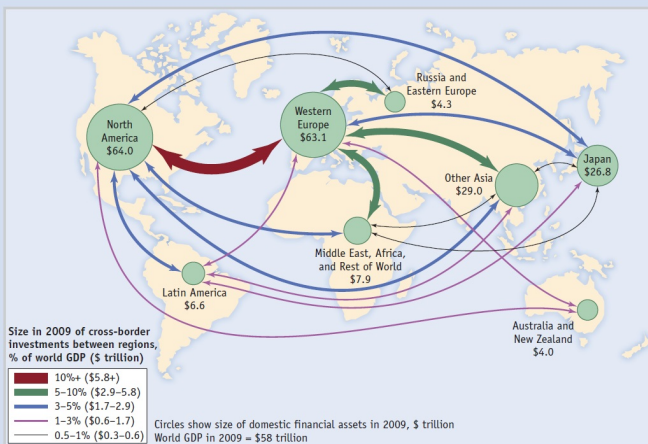 Russia and
Eastern Europe
$4.3
North
America
$64.0
Western
Europe
$63.1
Japan
$26.8
Other Asia
$29.0
Middle East, Africa,
and Rest of World
$7.9
Latin America
$6.6
Australia and
New Zealand
$4.0
Size in 2009 of cross-border
investments between regions,
% of world GDP ($ trillion)
10%+ ($5.8+)
5–10% ($2.9–5.8)
3–5% ($1.7–2.9)
1–3% ($0.6–1.7)
0.5–1% ($0.3–0.6)
Circles show size of domestic financial assets in 2009, $ trillion
World GDP in 2009 = $58 trillion